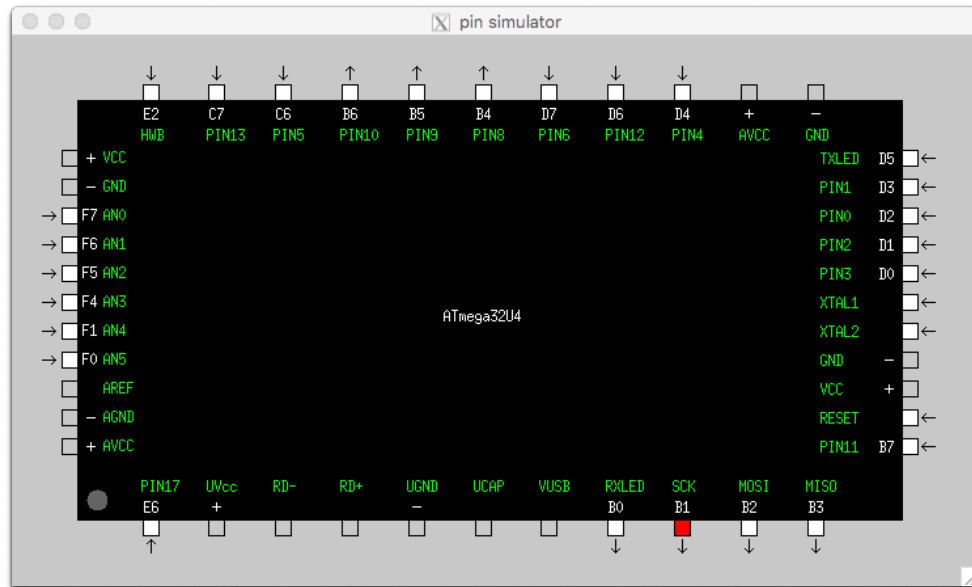 pin simulator
E2 C7 C6 B6 B5 B4 D7 D6 D4 + −
HWB PIN13 PIN5 PIN10 PIN9 PIN8 PIN6 PIN12 PIN4 AVCC GND
+ VCC TXLED D5
− GND PIN1 D3
F7 AN0 PIN0 D2
F6 AN1 PIN2 D1
F5 AN2 PIN3 D0
F4 AN3 XTAL1
ATmega32U4
F1 AN4 XTAL2
F0 AN5 GND −
AREF VCC +
− AGND RESET
+ AVCC PIN11 B7
PIN17 UVcc RD- RD+ UGND UCAP VUSB RXLED SCK MOSI MISO
E6 + − B0 B1 B2 B3